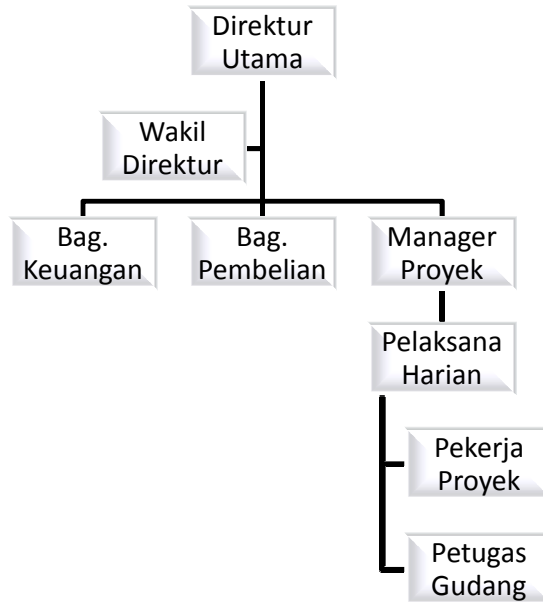 Direktur
Utama
Wakil
Direktur
Bag.
Keuangan
Bag.
Pembelian
Manager
Proyek
Pelaksana
Harian
Pekerja
Proyek
Petugas
Gudang